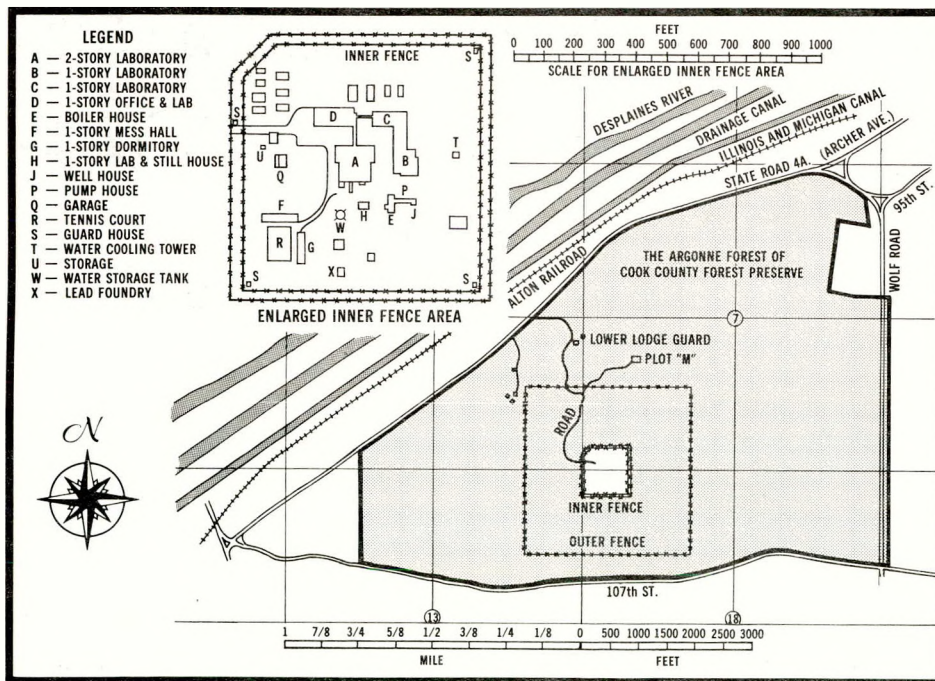 LEGEND
A — 2-STORY LABORATORY
B — 1-STORY LABORATORY
C — 1-STORY LABORATORY
D — 1-STORY OFFICE & LAB
E — BOILER HOUSE
F — 1-STORY MESS HALL
G — 1-STORY DORMITORY
H — 1-STORY LAB & STILL HOUSE
J — WELL HOUSE
P — PUMP HOUSE
Q — GARAGE
R — TENNIS COURT
S — GUARD HOUSE
T — WATER COOLING TOWER
U — STORAGE
W — WATER STORAGE TANK
X — LEAD FOUNDRY
INNER FENCE
S
S
D
C
T
U
Q
A
B
P
F
H
E
J
W
R
G
X
S
S
ENLARGED INNER FENCE AREA
FEET
0 100 200 300 400 500 600 700 800 900 1000
SCALE FOR ENLARGED INNER FENCE AREA
DESPLAINES RIVER
DRAINAGE CANAL
ILLINOIS AND MICHIGAN CANAL
STATE ROAD 4A. (ARCHER AVE.)
95th ST.
WOLF ROAD
ALTON RAILROAD
THE ARGONNE FOREST OF
COOK COUNTY FOREST PRESERVE
7
LOWER LODGE GUARD
PLOT "M"
ROAD
INNER FENCE
OUTER FENCE
107th ST.
N
13
18
1 7/8 3/4 5/8 1/2 3/8 1/4 1/8 0 500 1000 1500 2000 2500 3000
MILE FEET